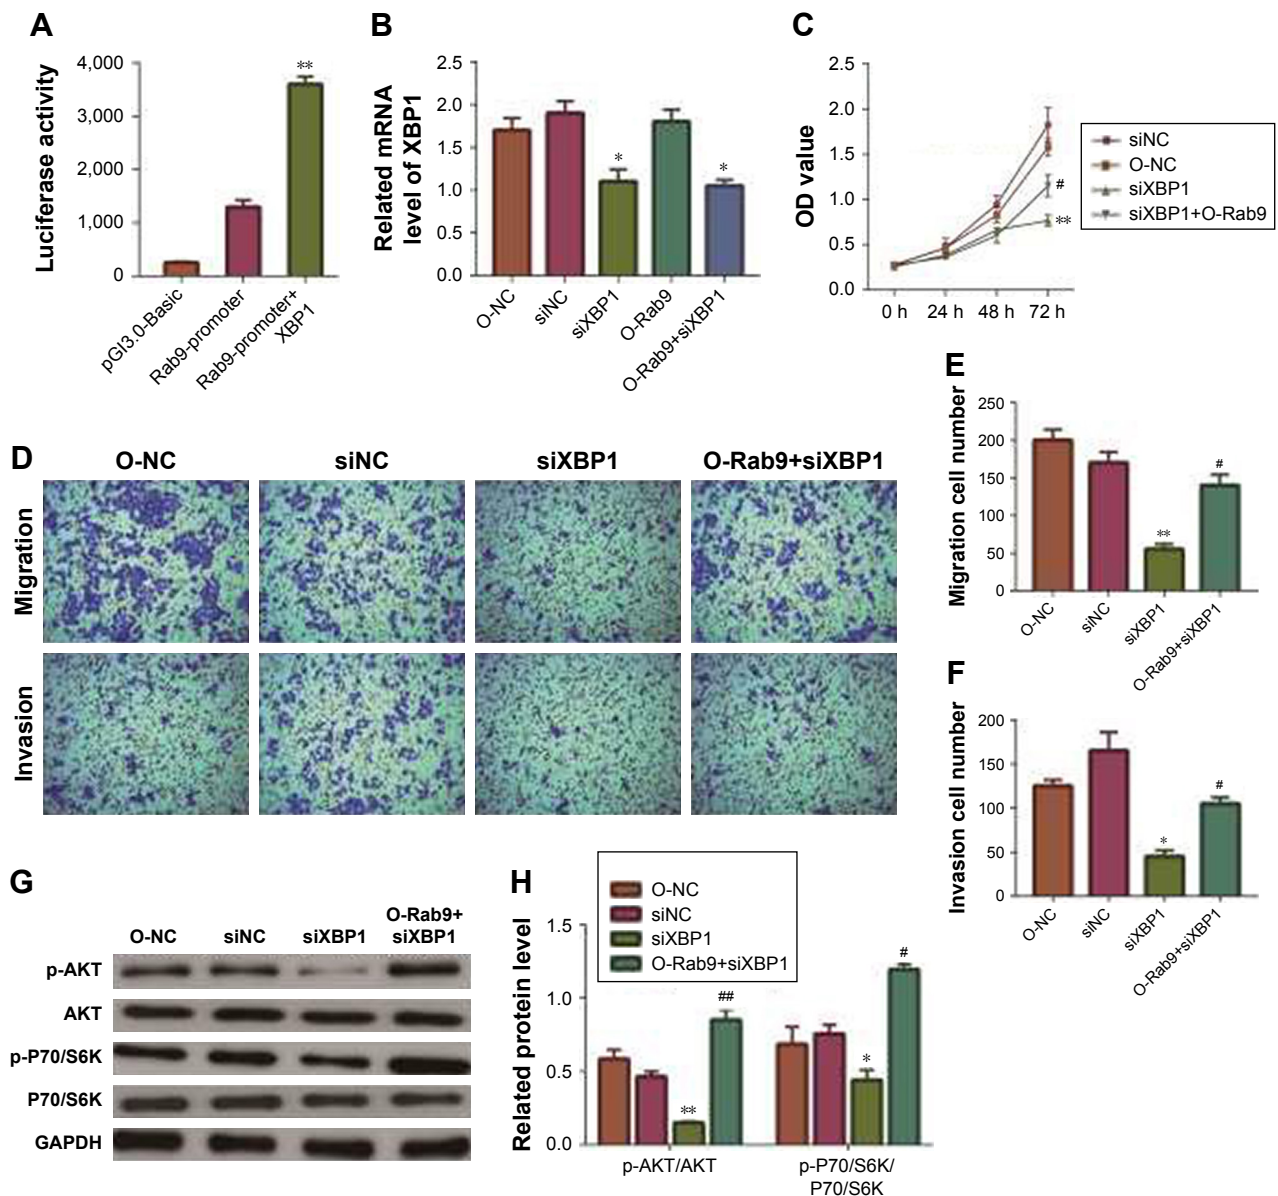 A
Luciferase activity
4,000
3,000
2,000
1,000
0
pGI3.0-Basic
Rab9-promoter
Rab9-promoter+
XBP1
**
B
Related mRNA
level of XBP1
2.5
2.0
1.5
1.0
0.5
0.0
*
*
O-NC
siNC
siXBP1
O-Rab9
O-Rab9+siXBP1
C
OD value
2.5
2.0
1.5
1.0
0.5
0.0
0 h
24 h
48 h
72 h
#
**
siNC
O-NC
siXBP1
siXBP1+O-Rab9
D
O-NC
siNC
siXBP1
O-Rab9+siXBP1
Migration
Invasion
E
Migration cell number
250
200
150
100
50
0
**
#
O-NC
siNC
siXBP1
O-Rab9+siXBP1
F
Invasion cell number
200
150
100
50
0
*
#
O-NC
siNC
siXBP1
O-Rab9+siXBP1
G
O-NC
siNC
siXBP1
O-Rab9+
siXBP1
p-AKT
AKT
p-P70/S6K
P70/S6K
GAPDH
H
O-NC
siNC
siXBP1
O-Rab9+siXBP1
Related protein level
1.5
1.0
0.5
0.0
**
##
*
#
p-AKT/AKT
p-P70/S6K/
P70/S6K